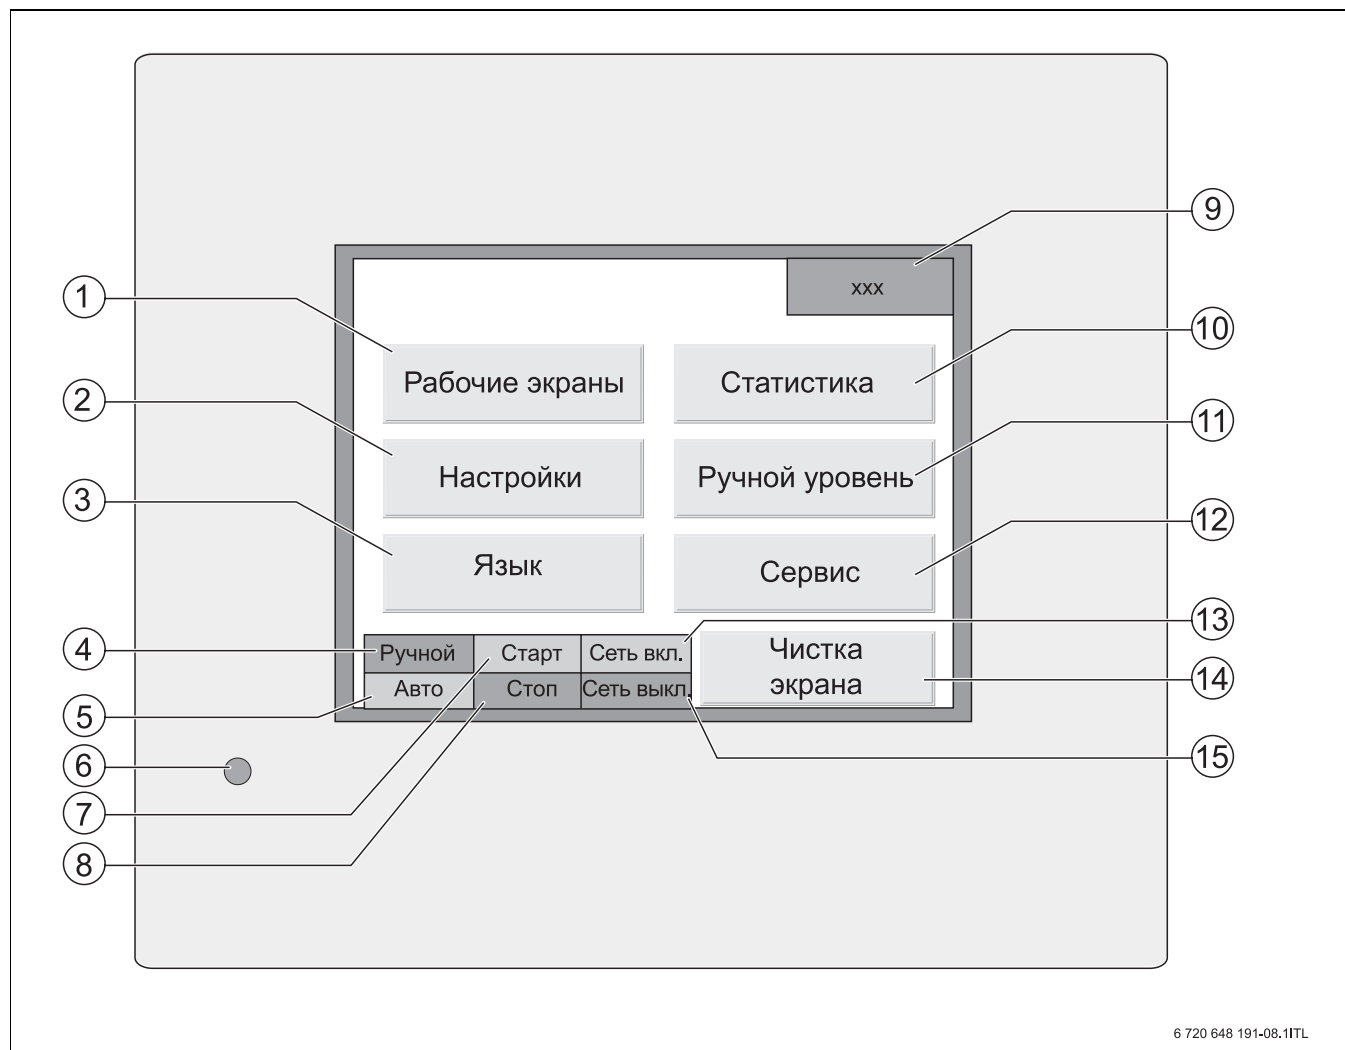 9
xxx
1
10
Рабочие экраны
Статистика
2
11
Настройки
Ручной уровень
3
12
Язык
Сервис
13
4
Ручной
Старт
Сеть вкл.
Чистка
экрана
14
Авто
Стоп
Сеть выкл.
5
15
6
7
8
6 720 648 191-08.1ITL